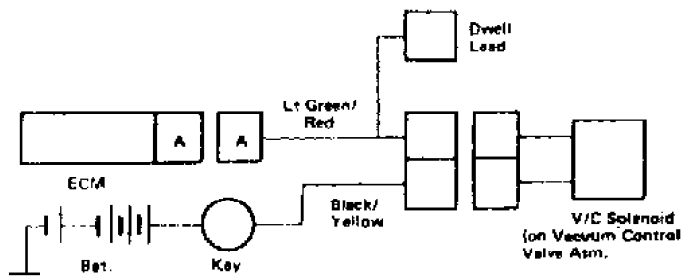 Dwell
Lead
Lt Green/
Red
A
A
ECM
Black/
Yellow
V/C Solenoid
(on Vacuum Control
Valve Asm.
Bat.
Key